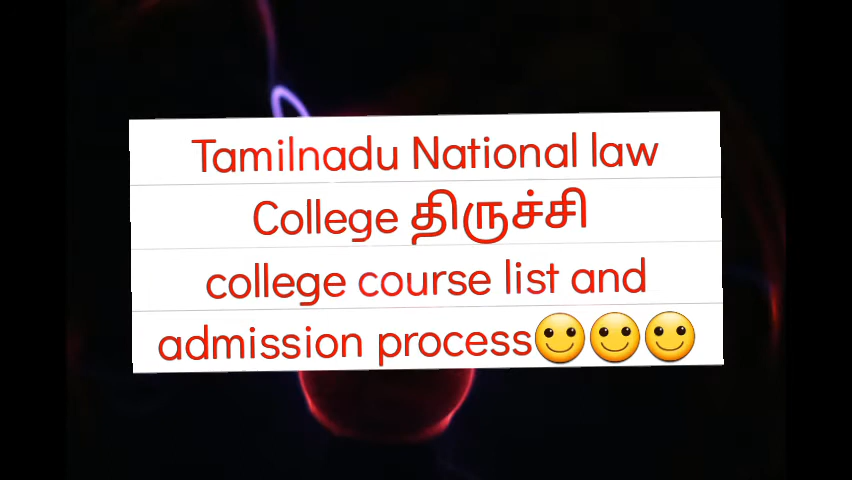 Tamilnadu National law
College திருச்சி
college course list and
admission process🙂🙂🙂